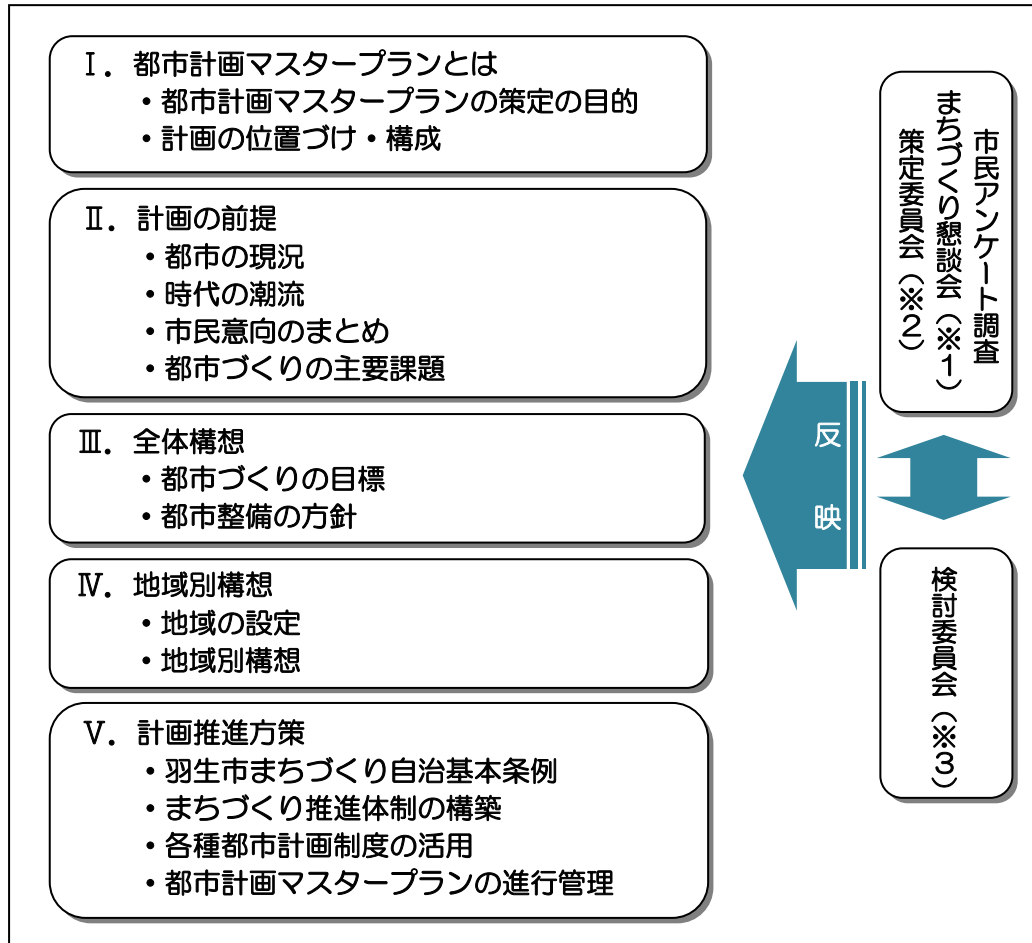 Ⅰ．都市計画マスタープランとは
・都市計画マスタープランの策定の目的
・計画の位置づけ・構成
Ⅱ．計画の前提
・都市の現況
・時代の潮流
・市民意向のまとめ
・都市づくりの主要課題
Ⅲ．全体構想
・都市づくりの目標
・都市整備の方針
Ⅳ．地域別構想
・地域の設定
・地域別構想
Ⅴ．計画推進方策
・羽生市まちづくり自治基本条例
・まちづくり推進体制の構築
・各種都市計画制度の活用
・都市計画マスタープランの進行管理
反映
市民アンケート調査
まちづくり懇談会（※１）
策定委員会（※２）
検討委員会（※３）